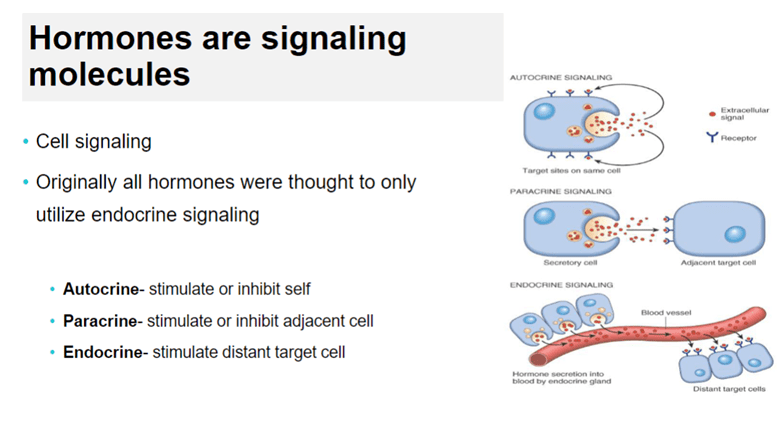 Hormones are signaling
molecules
• Cell signaling
• Originally all hormones were thought to only
utilize endocrine signaling
• Autocrine- stimulate or inhibit self
• Paracrine- stimulate or inhibit adjacent cell
• Endocrine- stimulate distant target cell
AUTOCRINE SIGNALING
Extracellular
signal
Receptor
Target sites on same cell
PARACRINE SIGNALING
Secretory cell
Adjacent target cell
ENDOCRINE SIGNALING
Blood vessel
Hormone secretion into
blood by endocrine gland
Distant target cells